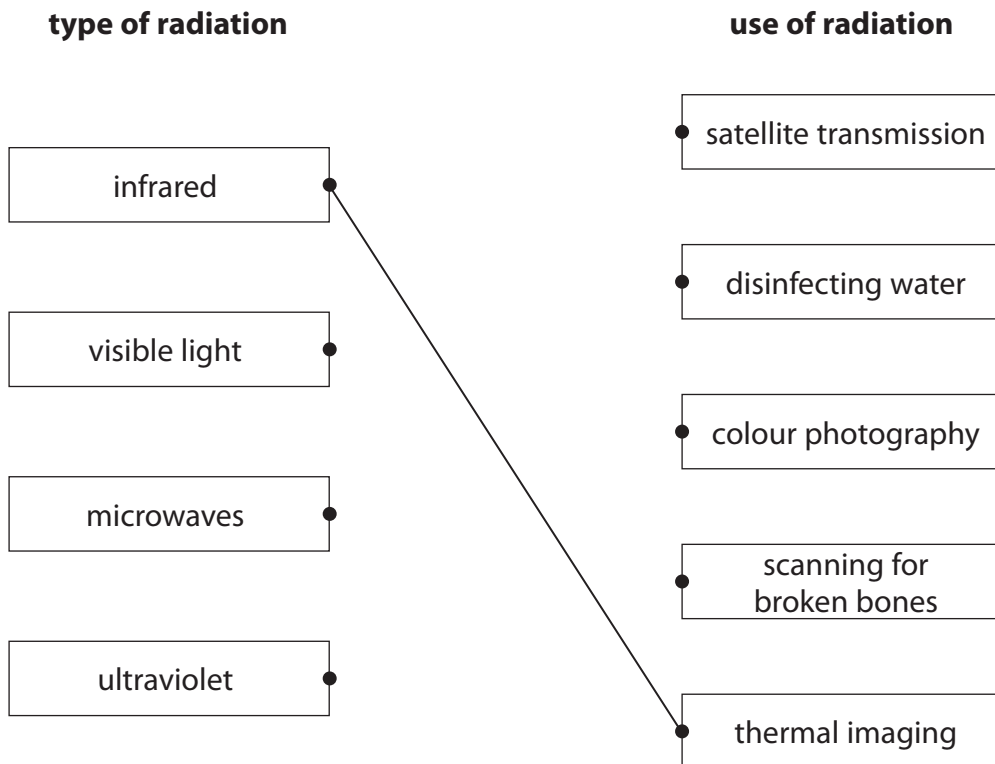 type of radiation
use of radiation
infrared
visible light
microwaves
ultraviolet
satellite transmission
disinfecting water
colour photography
scanning for
broken bones
thermal imaging